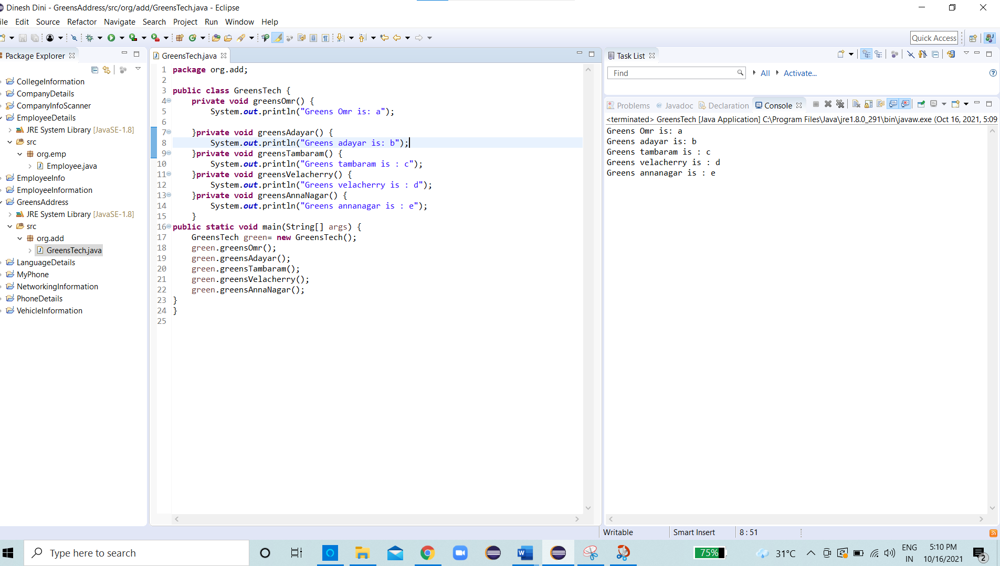 Dinesh Dini - GreensAddress/src/org/add/GreensTech.java - Eclipse
ile Edit Source Refactor Navigate Search Project Run Window Help
Quick Access
Package Explorer
CollegeInformation
CompanyDetails
CompanyInfoScanner
EmployeeDetails
JRE System Library [JavaSE-1.8]
src
org.emp
Employee.java
EmployeeInfo
EmployeeInformation
GreensAddress
JRE System Library [JavaSE-1.8]
src
org.add
GreensTech.java
LanguageDetails
MyPhone
NetworkingInformation
PhoneDetails
VehicleInformation
GreensTech.java
1 package org.add;
2
3 public class GreensTech {
4 private void greensOmr() {
5 System.out.println("Greens Omr is: a");
6
7 }private void greensAdayar() {
8 System.out.println("Greens adayar is: b");
9 }private void greensTambaram() {
10 System.out.println("Greens tambaram is : c");
11 }private void greensVelacherry() {
12 System.out.println("Greens velacherry is : d");
13 }private void greensAnnaNagar() {
14 System.out.println("Greens annanagar is : e");
15 }
16 public static void main(String[] args) {
17 GreensTech green= new GreensTech();
18 green.greensOmr();
19 green.greensAdayar();
20 green.greensTambaram();
21 green.greensVelacherry();
22 green.greensAnnaNagar();
23 }
24 }
25
Task List
Find All Activate...
Problems @ Javadoc Declaration Console
<terminated> GreensTech [Java Application] C:\Program Files\Java\jre1.8.0_291\bin\javaw.exe (Oct 16, 2021, 5:09
Greens Omr is: a
Greens adayar is: b
Greens tambaram is : c
Greens velacherry is : d
Greens annanagar is : e
Writable Smart Insert 8 : 51
Type here to search
75%
31°C
ENG
IN
5:10 PM
10/16/2021
2